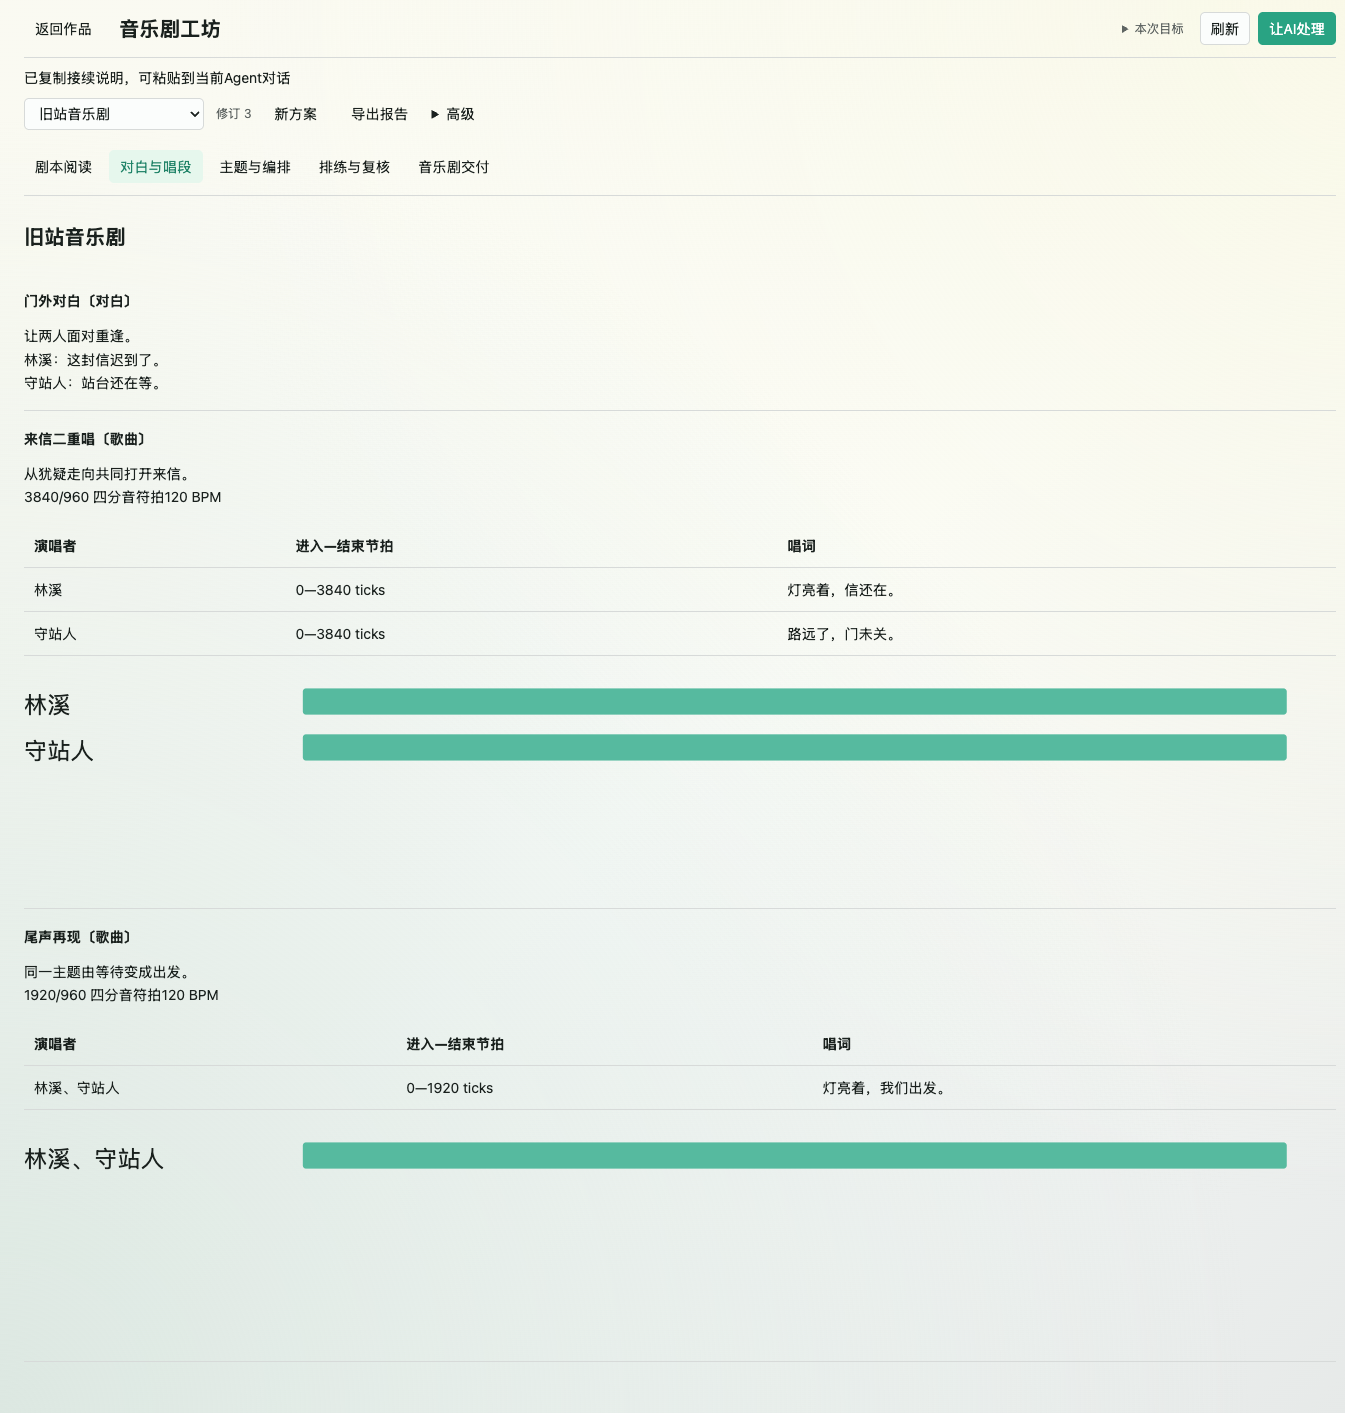 返回作品 音乐剧工坊 ▶ 本次目标 刷新 让AI处理
已复制接续说明，可粘贴到当前Agent对话
旧站音乐剧 修订 3 新方案 导出报告 ▶ 高级
剧本阅读 对白与唱段 主题与编排 排练与复核 音乐剧交付
旧站音乐剧
门外对白〔对白〕
让两人面对重逢。
林溪：这封信迟到了。
守站人：站台还在等。
来信二重唱〔歌曲〕
从犹疑走向共同打开来信。
3840/960 四分音符拍120 BPM
演唱者 进入—结束节拍 唱词
林溪 0—3840 ticks 灯亮着，信还在。
守站人 0—3840 ticks 路远了，门未关。
林溪
守站人
尾声再现〔歌曲〕
同一主题由等待变成出发。
1920/960 四分音符拍120 BPM
演唱者 进入—结束节拍 唱词
林溪、守站人 0—1920 ticks 灯亮着，我们出发。
林溪、守站人